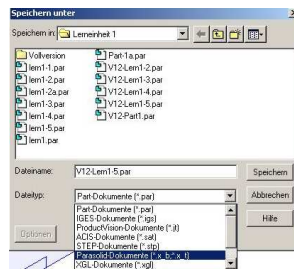 Speichern unter
Speichern in: Lerneinheit 1
Vollversion
lern1-1.par
lern1-2.par
lern1-2a.par
lern1-3.par
lern1-4.par
lern1-5.par
lern1.par
Part-1a.par
V12-Lern1-2.par
V12-Lern1-3.par
V12-Lern1-4.par
V12-Lern1-5.par
V12-Part1.par
Dateiname: V12-Lern1-5.par
Speichern
Dateityp: Part-Dokumente (*.par)
Abbrechen
Part-Dokumente (*.par)
IGES-Dokumente (*.igs)
ProductVision-Dokumente (*.jt)
ACIS-Dokumente (*.sat)
STEP-Dokumente (*.stp)
Parasolid-Dokumente (*.x_b;*.x_t)
XGL-Dokumente (*.xgl)
Hilfe
Optionen